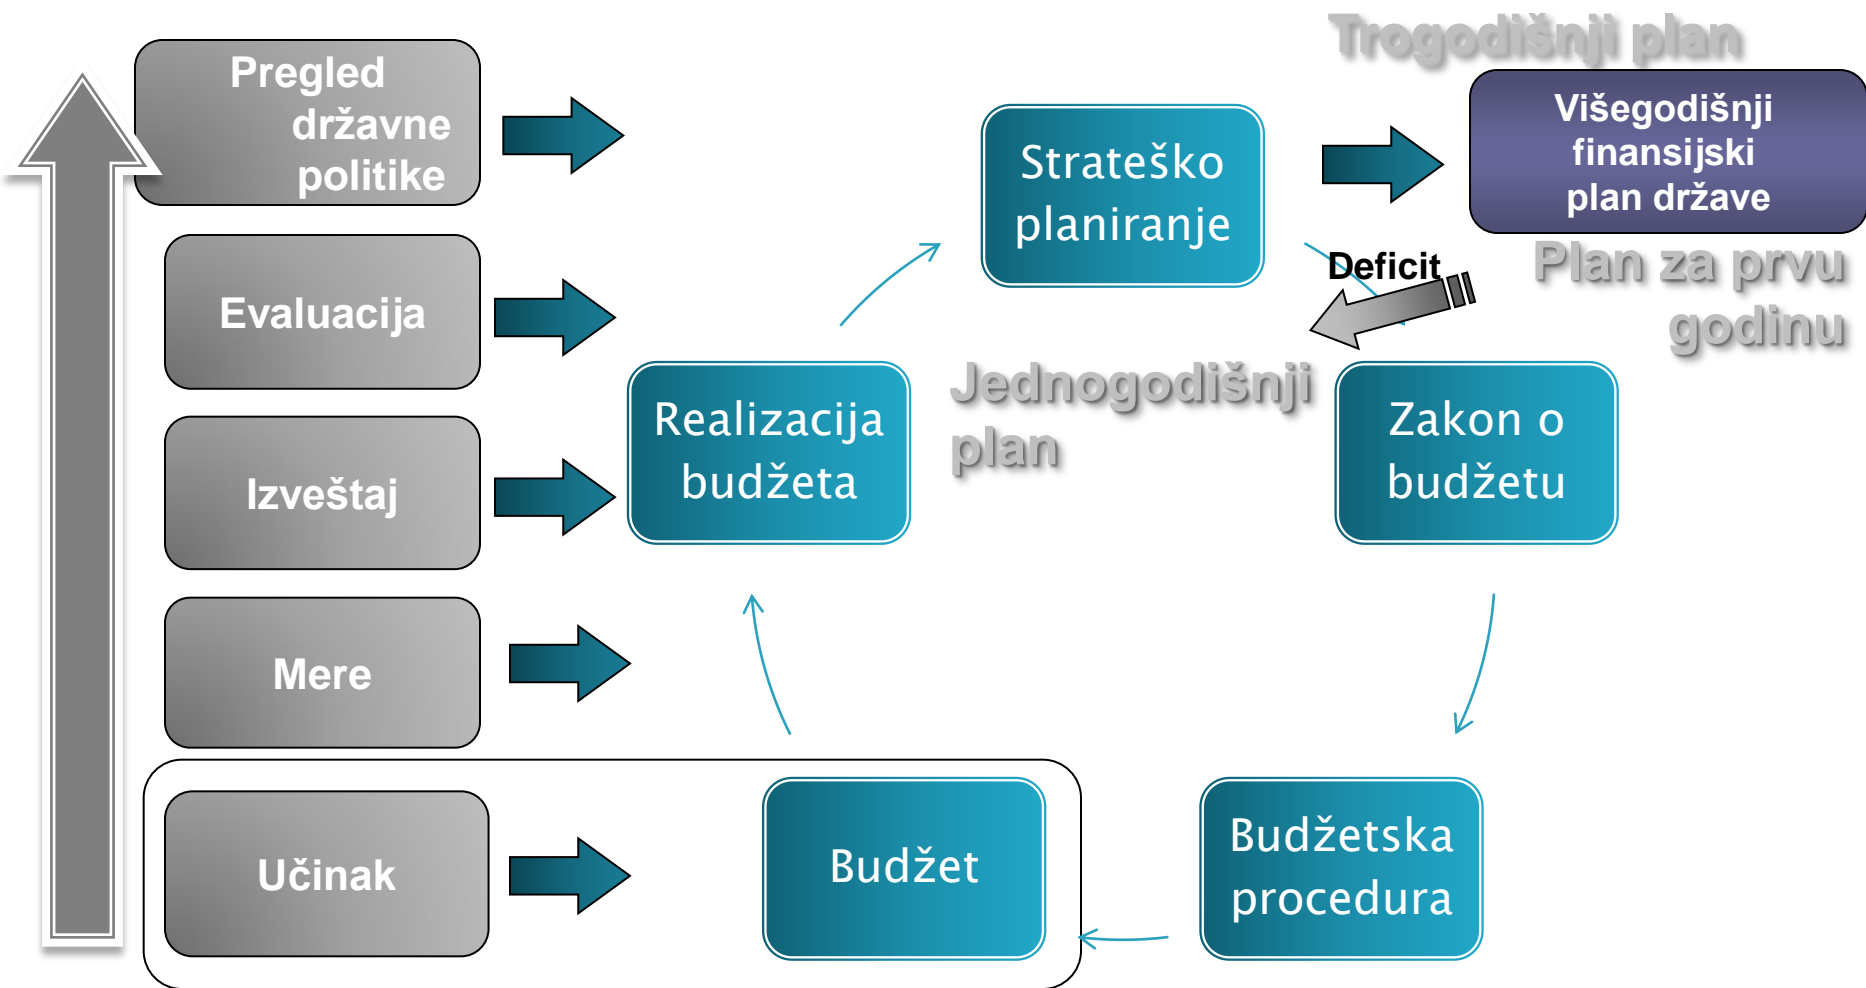 Trogodišnji plan
Pregled
državne
politike
Strateško
planiranje
Višegodišnji
finansijski
plan države
Deficit
Plan za prvu
godinu
Evaluacija
Jednogodišnji
plan
Realizacija
budžeta
Zakon o
budžetu
Izveštaj
Mere
Učinak
Budžet
Budžetska
procedura